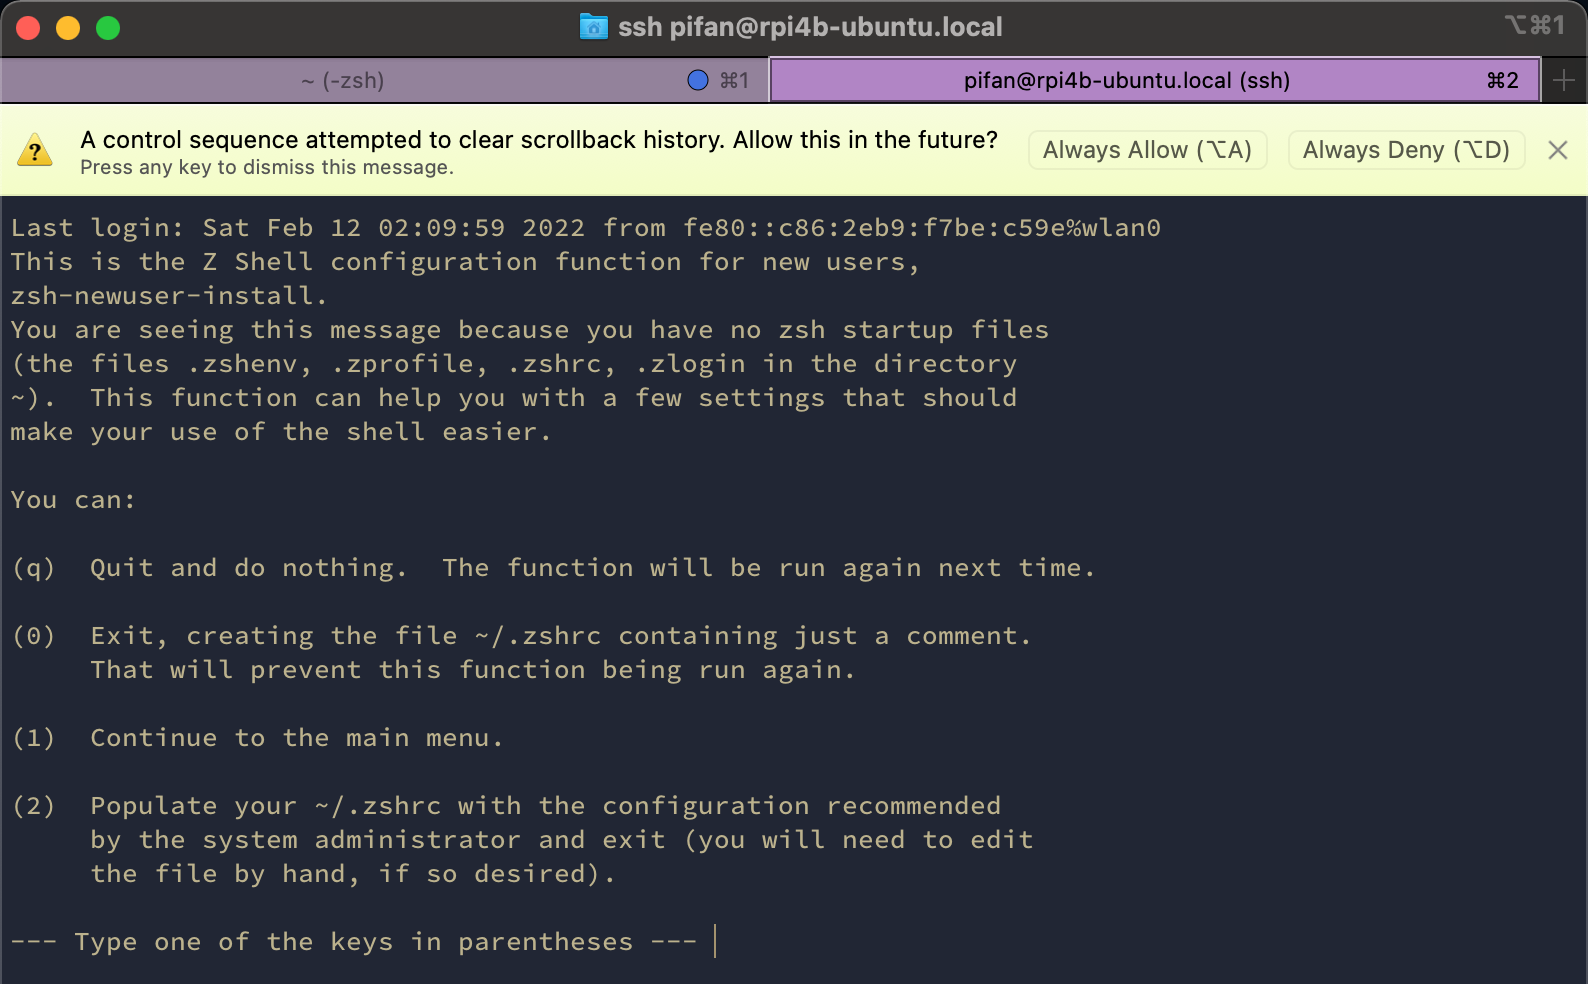 ssh pifan@rpi4b-ubuntu.local ⌥⌘1
~ (-zsh) ⌘1 pifan@rpi4b-ubuntu.local (ssh) ⌘2
A control sequence attempted to clear scrollback history. Allow this in the future? Always Allow (⌥A) Always Deny (⌥D)
Press any key to dismiss this message.
Last login: Sat Feb 12 02:09:59 2022 from fe80::c86:2eb9:f7be:c59e%wlan0
This is the Z Shell configuration function for new users,
zsh-newuser-install.
You are seeing this message because you have no zsh startup files
(the files .zshenv, .zprofile, .zshrc, .zlogin in the directory
~).  This function can help you with a few settings that should
make your use of the shell easier.
You can:
(q)  Quit and do nothing.  The function will be run again next time.
(0)  Exit, creating the file ~/.zshrc containing just a comment.
     That will prevent this function being run again.
(1)  Continue to the main menu.
(2)  Populate your ~/.zshrc with the configuration recommended
     by the system administrator and exit (you will need to edit
     the file by hand, if so desired).
--- Type one of the keys in parentheses ---